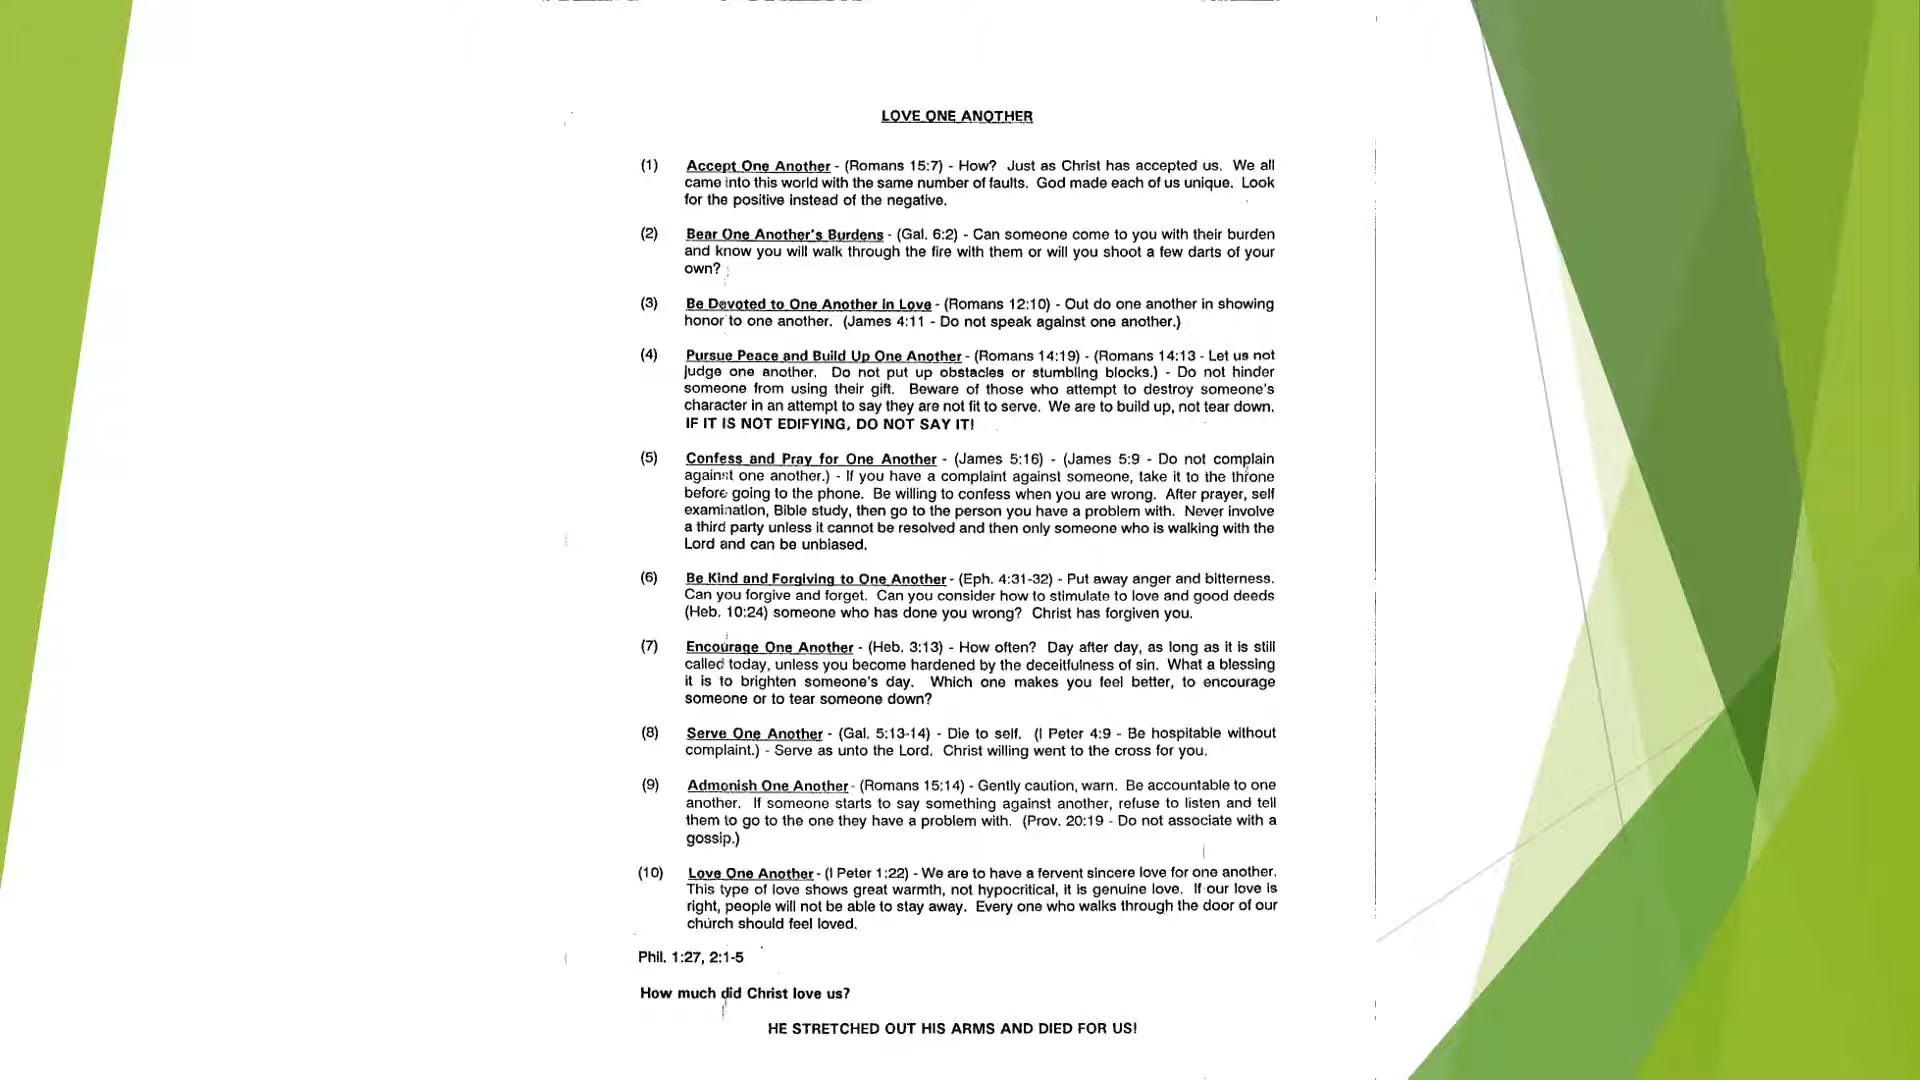 LOVE ONE ANOTHER
(1) Accept One Another - (Romans 15:7) - How? Just as Christ has accepted us. We all
came into this world with the same number of faults. God made each of us unique. Look
for the positive instead of the negative.
(2) Bear One Another's Burdens - (Gal. 6:2) - Can someone come to you with their burden
and know you will walk through the fire with them or will you shoot a few darts of your
own?
(3) Be Devoted to One Another in Love - (Romans 12:10) - Out do one another in showing
honor to one another. (James 4:11 - Do not speak against one another.)
(4) Pursue Peace and Build Up One Another - (Romans 14:19) - (Romans 14:13 - Let us not
judge one another. Do not put up obstacles or stumbling blocks.) - Do not hinder
someone from using their gift. Beware of those who attempt to destroy someone's
character in an attempt to say they are not fit to serve. We are to build up, not tear down.
IF IT IS NOT EDIFYING, DO NOT SAY IT!
(5) Confess and Pray for One Another - (James 5:16) - (James 5:9 - Do not complain
against one another.) - If you have a complaint against someone, take it to the throne
before going to the phone. Be willing to confess when you are wrong. After prayer, self
examination, Bible study, then go to the person you have a problem with. Never involve
a third party unless it cannot be resolved and then only someone who is walking with the
Lord and can be unbiased.
(6) Be Kind and Forgiving to One Another - (Eph. 4:31-32) - Put away anger and bitterness.
Can you forgive and forget. Can you consider how to stimulate to love and good deeds
(Heb. 10:24) someone who has done you wrong? Christ has forgiven you.
(7) Encourage One Another - (Heb. 3:13) - How often? Day after day, as long as it is still
called today, unless you become hardened by the deceitfulness of sin. What a blessing
it is to brighten someone's day. Which one makes you feel better, to encourage
someone or to tear someone down?
(8) Serve One Another - (Gal. 5:13-14) - Die to self. (I Peter 4:9 - Be hospitable without
complaint.) - Serve as unto the Lord. Christ willing went to the cross for you.
(9) Admonish One Another - (Romans 15:14) - Gently caution, warn. Be accountable to one
another. If someone starts to say something against another, refuse to listen and tell
them to go to the one they have a problem with. (Prov. 20:19 - Do not associate with a
gossip.)
(10) Love One Another - (I Peter 1:22) - We are to have a fervent sincere love for one another.
This type of love shows great warmth, not hypocritical, it is genuine love. If our love is
right, people will not be able to stay away. Every one who walks through the door of our
church should feel loved.
Phil. 1:27, 2:1-5
How much did Christ love us?
HE STRETCHED OUT HIS ARMS AND DIED FOR US!